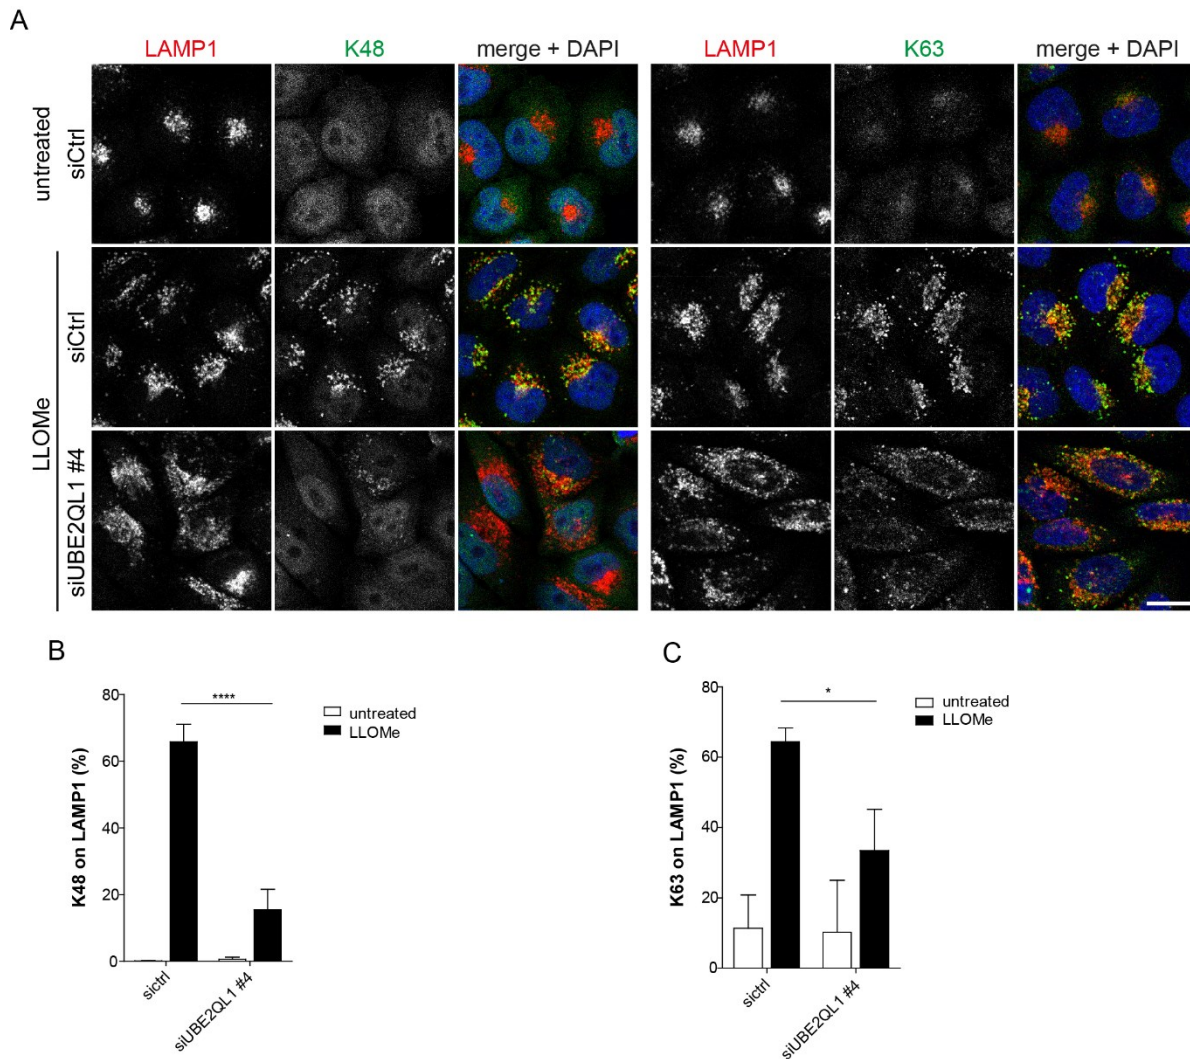 A
LAMP1 K48 merge + DAPI LAMP1 K63 merge + DAPI
untreated
siCtrl
LLOMe
siCtrl
siUBE2QL1 #4
B
K48 on LAMP1 (%)
80
60
40
20
0
****
untreated
LLOMe
sictrl
siUBE2QL1 #4
C
K63 on LAMP1 (%)
80
60
40
20
0
*
untreated
LLOMe
sictrl
siUBE2QL1 #4